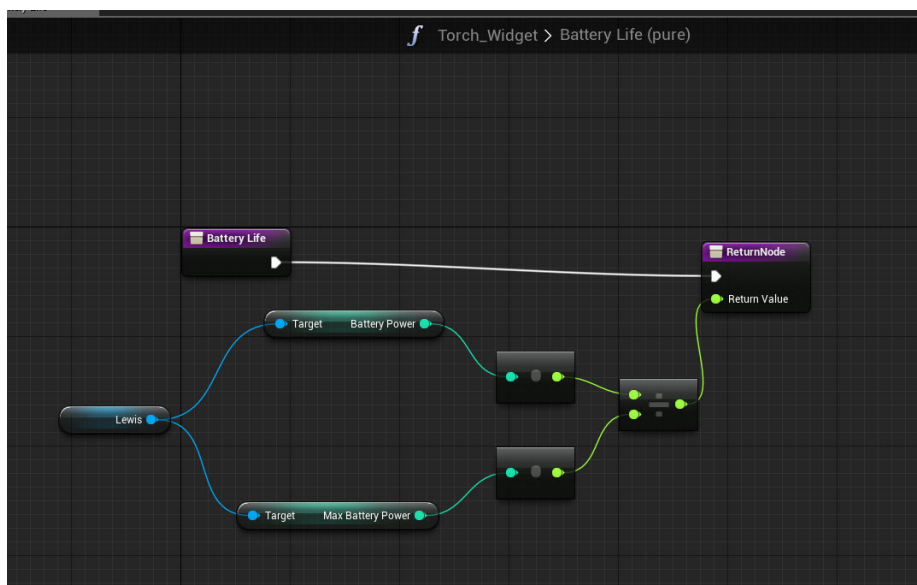 f Torch_Widget > Battery Life (pure)
Battery Life
ReturnNode
Return Value
Target Battery Power
Lewis
Target Max Battery Power